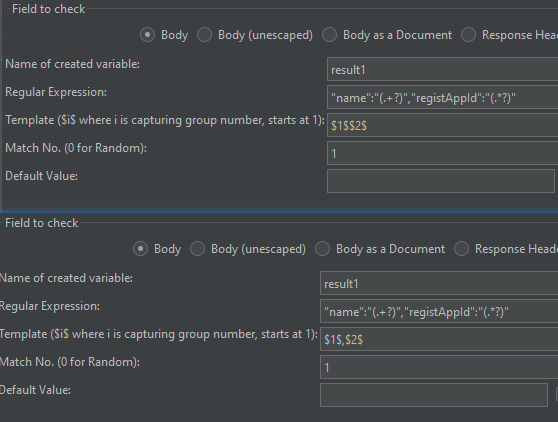 Field to check
Body Body (unescaped) Body as a Document Response Head
Name of created variable: result1
Regular Expression: "name":"(.+?)","registAppId":"(.*?)"
Template ($i$ where i is capturing group number, starts at 1): $1$$2$
Match No. (0 for Random): 1
Default Value:
Field to check
Body Body (unescaped) Body as a Document Response Heade
Name of created variable: result1
Regular Expression: "name":"(.+?)","registAppId":"(.*?)"
Template ($i$ where i is capturing group number, starts at 1): $1$,$2$
Match No. (0 for Random): 1
Default Value: